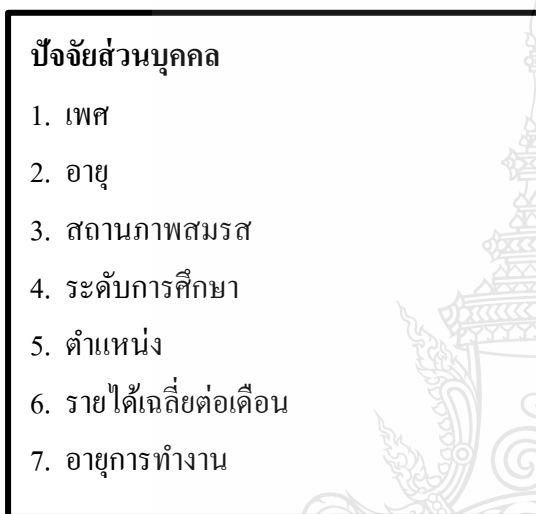 ปัจจัยส่วนบุคคล
1. เพศ
2. อายุ
3. สถานภาพสมรส
4. ระดับการศึกษา
5. ตำแหน่ง
6. รายได้เฉลี่ยต่อเดือน
7. อายุการทำงาน